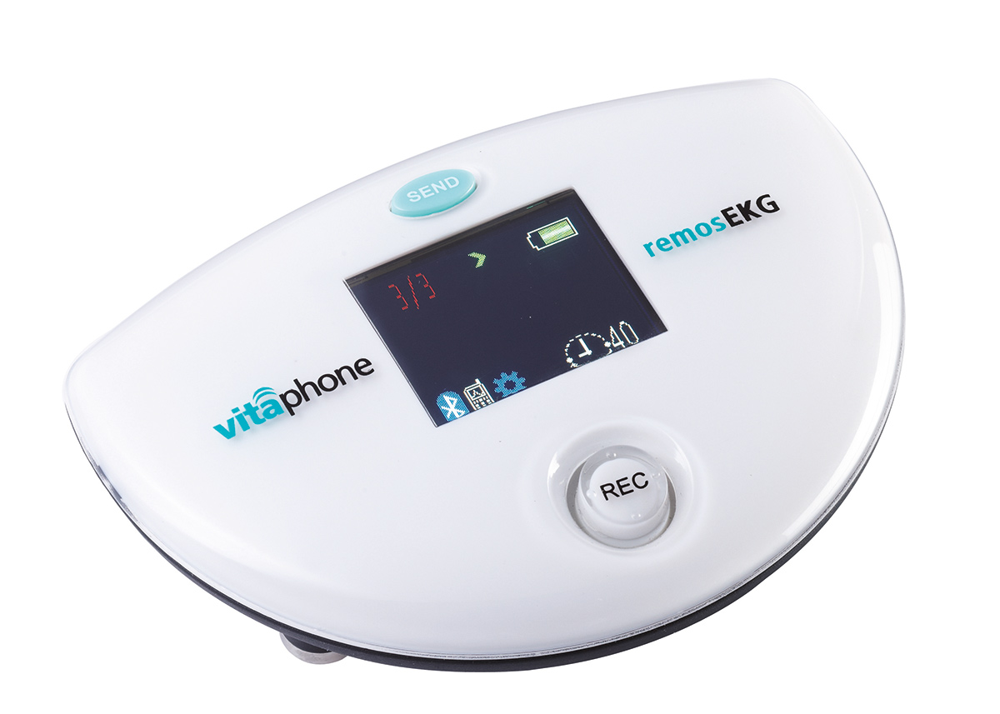 SEND
remosEKG
3/3
40
vitaphone
REC